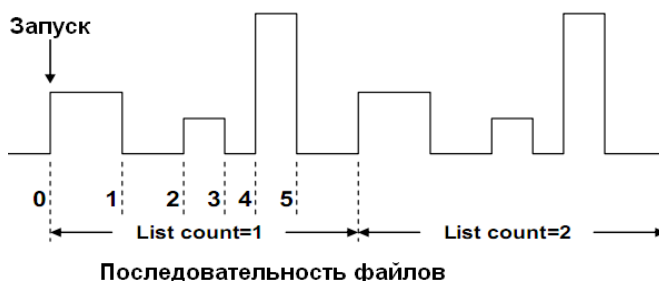 Запуск
0 1 2 3 4 5
List count=1 List count=2
Последовательность файлов